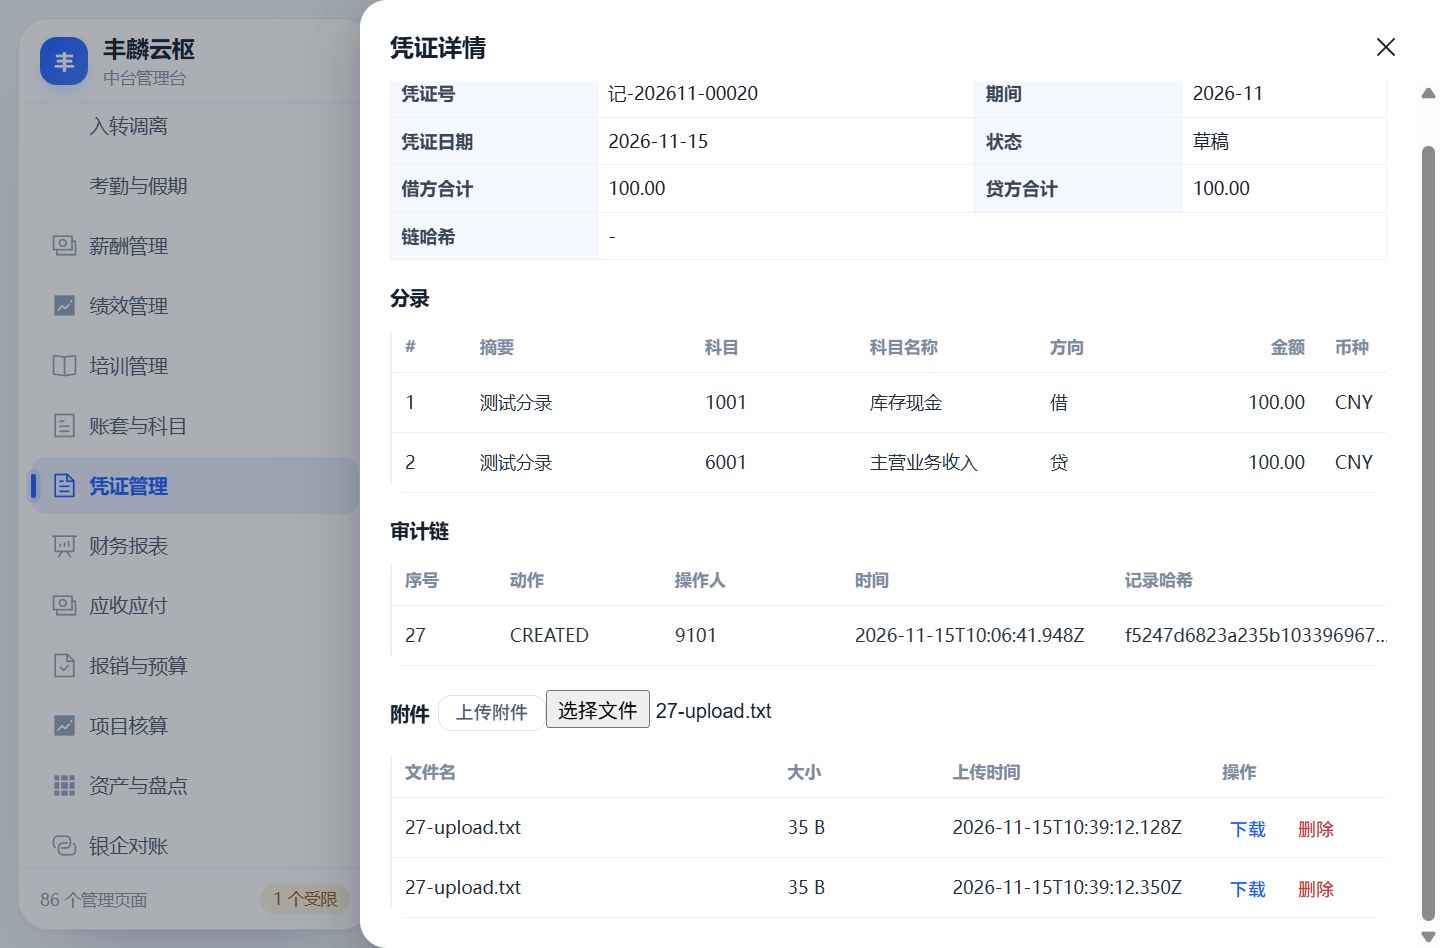 丰
丰麟云枢
中台管理台
入转调离
考勤与假期
薪酬管理
绩效管理
培训管理
账套与科目
凭证管理
财务报表
应收应付
报销与预算
项目核算
资产与盘点
银企对账
86 个管理页面
1 个受限
凭证详情
凭证号 记-202611-00020 期间 2026-11
凭证日期 2026-11-15 状态 草稿
借方合计 100.00 贷方合计 100.00
链哈希 -
分录
# 摘要 科目 科目名称 方向 金额 币种
1 测试分录 1001 库存现金 借 100.00 CNY
2 测试分录 6001 主营业务收入 贷 100.00 CNY
审计链
序号 动作 操作人 时间 记录哈希
27 CREATED 9101 2026-11-15T10:06:41.948Z f5247d6823a235b103396967...
附件 上传附件 选择文件 27-upload.txt
文件名 大小 上传时间 操作
27-upload.txt 35 B 2026-11-15T10:39:12.128Z 下载 删除
27-upload.txt 35 B 2026-11-15T10:39:12.350Z 下载 删除